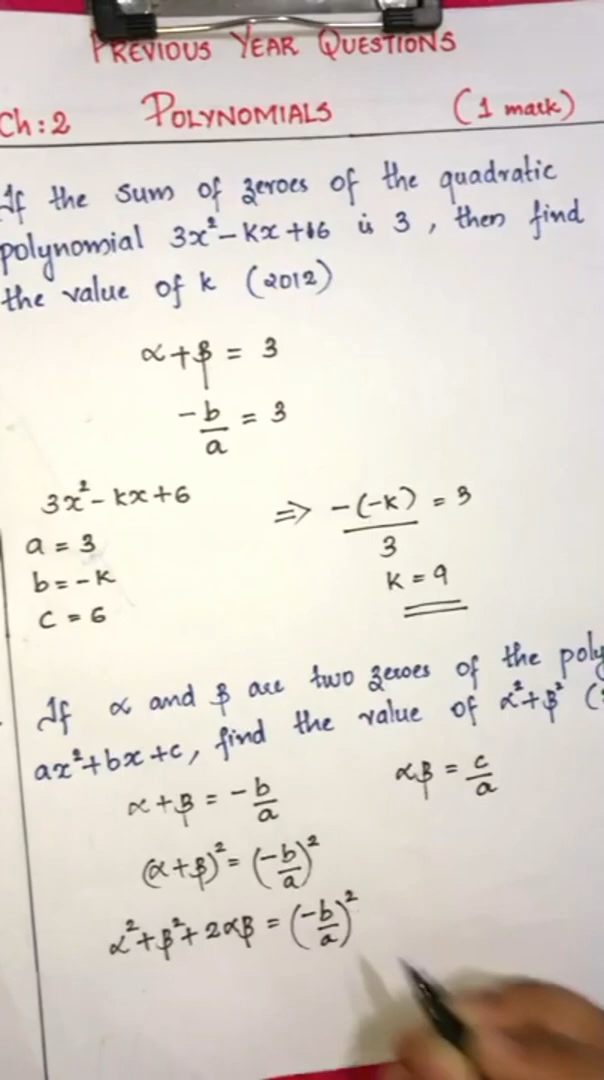 PREVIOUS YEAR QUESTIONS
Ch: 2 POLYNOMIALS (1 mark)
If the sum of zeroes of the quadratic
polynomial 3x² - kx + 16 is 3, then find
the value of k (2012)
α + β = 3
-b/a = 3
3x² - kx + 6
a = 3
b = -k
c = 6
=> -(-k)/3 = 3
k = 9
If α and β are two zeroes of the poly
ax² + bx + c, find the value of α² + β² (
α + β = -b/a αβ = c/a
(α + β)² = (-b/a)²
α² + β² + 2αβ = (-b/a)²